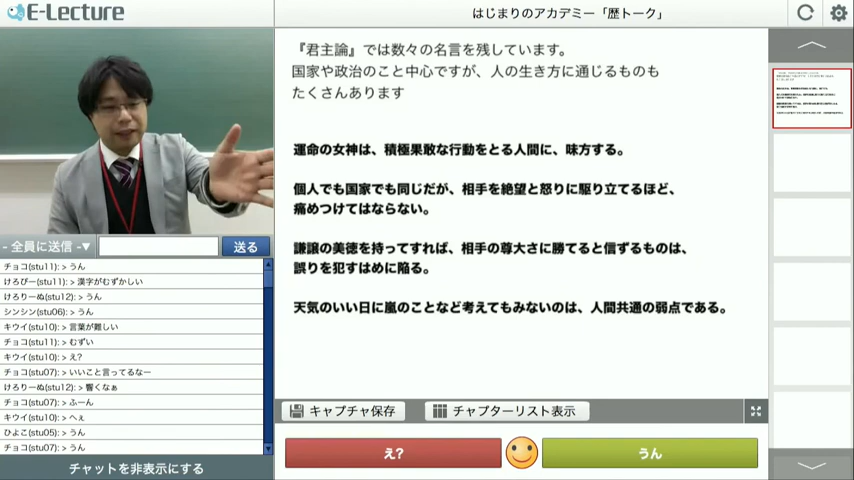 E-Lecture
はじまりのアカデミー「歴トーク」
『君主論』では数々の名言を残しています。
国家や政治のこと中心ですが、人の生き方に通じるものも
たくさんあります
運命の女神は、積極果敢な行動をとる人間に、味方する。
個人でも国家でも同じだが、相手を絶望と怒りに駆り立てるほど、
痛めつけてはならない。
謙譲の美徳を持ってすれば、相手の尊大さに勝てると信ずるものは、
誤りを犯すはめに陥る。
天気のいい日に嵐のことなど考えてもみないのは、人間共通の弱点である。
- 全員に送信 -▾
送る
チョコ(stu11): > うん
けろぴー(stu11): > 漢字がむずかしい
けろりーぬ(stu12): > うん
シンシン(stu06): > うん
キウイ(stu10): > 言葉が難しい
チョコ(stu11): > むずい
キウイ(stu10): > え?
チョコ(stu07): > いいこと言ってるなー
けろりーぬ(stu12): > 響くなぁ
チョコ(stu07): > ふーん
キウイ(stu10): > へぇ
ひよこ(stu05): > うん
チョコ(stu07): > うん
チャットを非表示にする
キャプチャ保存
チャプターリスト表示
え?
うん